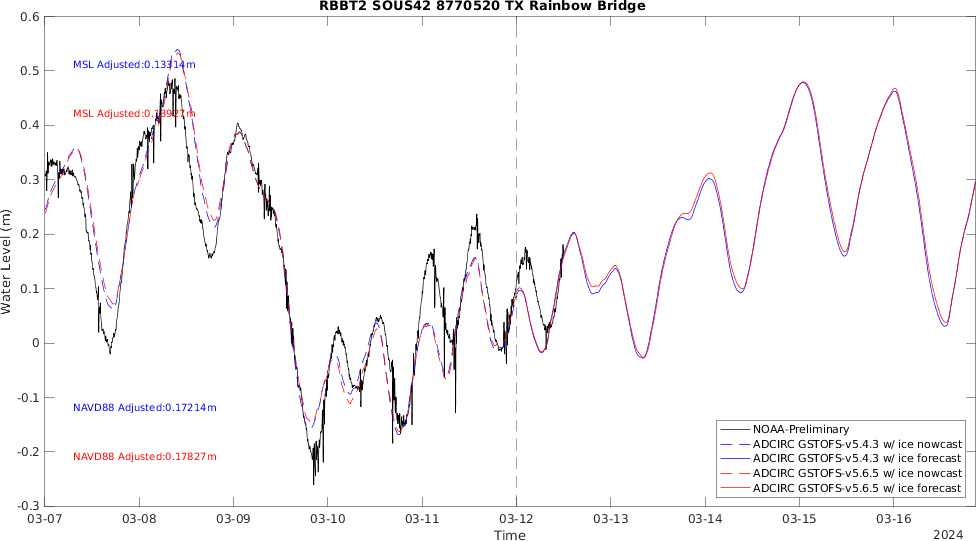 RBBT2 SOUS42 8770520 TX Rainbow Bridge
0.6
0.5
0.4
0.3
0.2
0.1
0
-0.1
-0.2
-0.3
Water Level (m)
MSL Adjusted:0.13314m
MSL Adjusted:0.13927m
NAVD88 Adjusted:0.17214m
NAVD88 Adjusted:0.17827m
NOAA-Preliminary
ADCIRC GSTOFS-v5.4.3 w/ ice nowcast
ADCIRC GSTOFS-v5.4.3 w/ ice forecast
ADCIRC GSTOFS-v5.6.5 w/ ice nowcast
ADCIRC GSTOFS-v5.6.5 w/ ice forecast
03-07 03-08 03-09 03-10 03-11 03-12 03-13 03-14 03-15 03-16
Time
2024